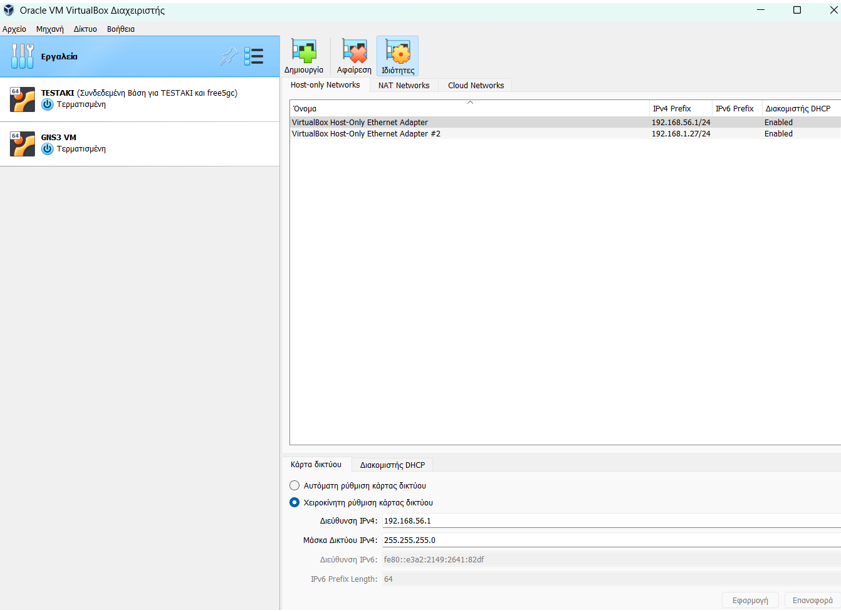 Oracle VM VirtualBox Διαχειριστής
Αρχείο Μηχανή Δίκτυο Βοήθεια
Εργαλεία
64 TESTAKI (Συνδεδεμένη Βάση για TESTAKI και free5gc)
Τερματισμένη
64 GNS3 VM
Τερματισμένη
Δημιουργία Αφαίρεση Ιδιότητες
Host-only Networks NAT Networks Cloud Networks
Όνομα IPv4 Prefix IPv6 Prefix Διακομιστής DHCP
VirtualBox Host-Only Ethernet Adapter 192.168.56.1/24 Enabled
VirtualBox Host-Only Ethernet Adapter #2 192.168.1.27/24 Enabled
Κάρτα δικτύου Διακομιστής DHCP
Αυτόματη ρύθμιση κάρτας δικτύου
Χειροκίνητη ρύθμιση κάρτας δικτύου
Διεύθυνση IPv4: 192.168.56.1
Μάσκα Δικτύου IPv4: 255.255.255.0
Διεύθυνση IPv6: fe80::e3a2:2149:2641:82df
IPv6 Prefix Length: 64
Εφαρμογή Επαναφορά